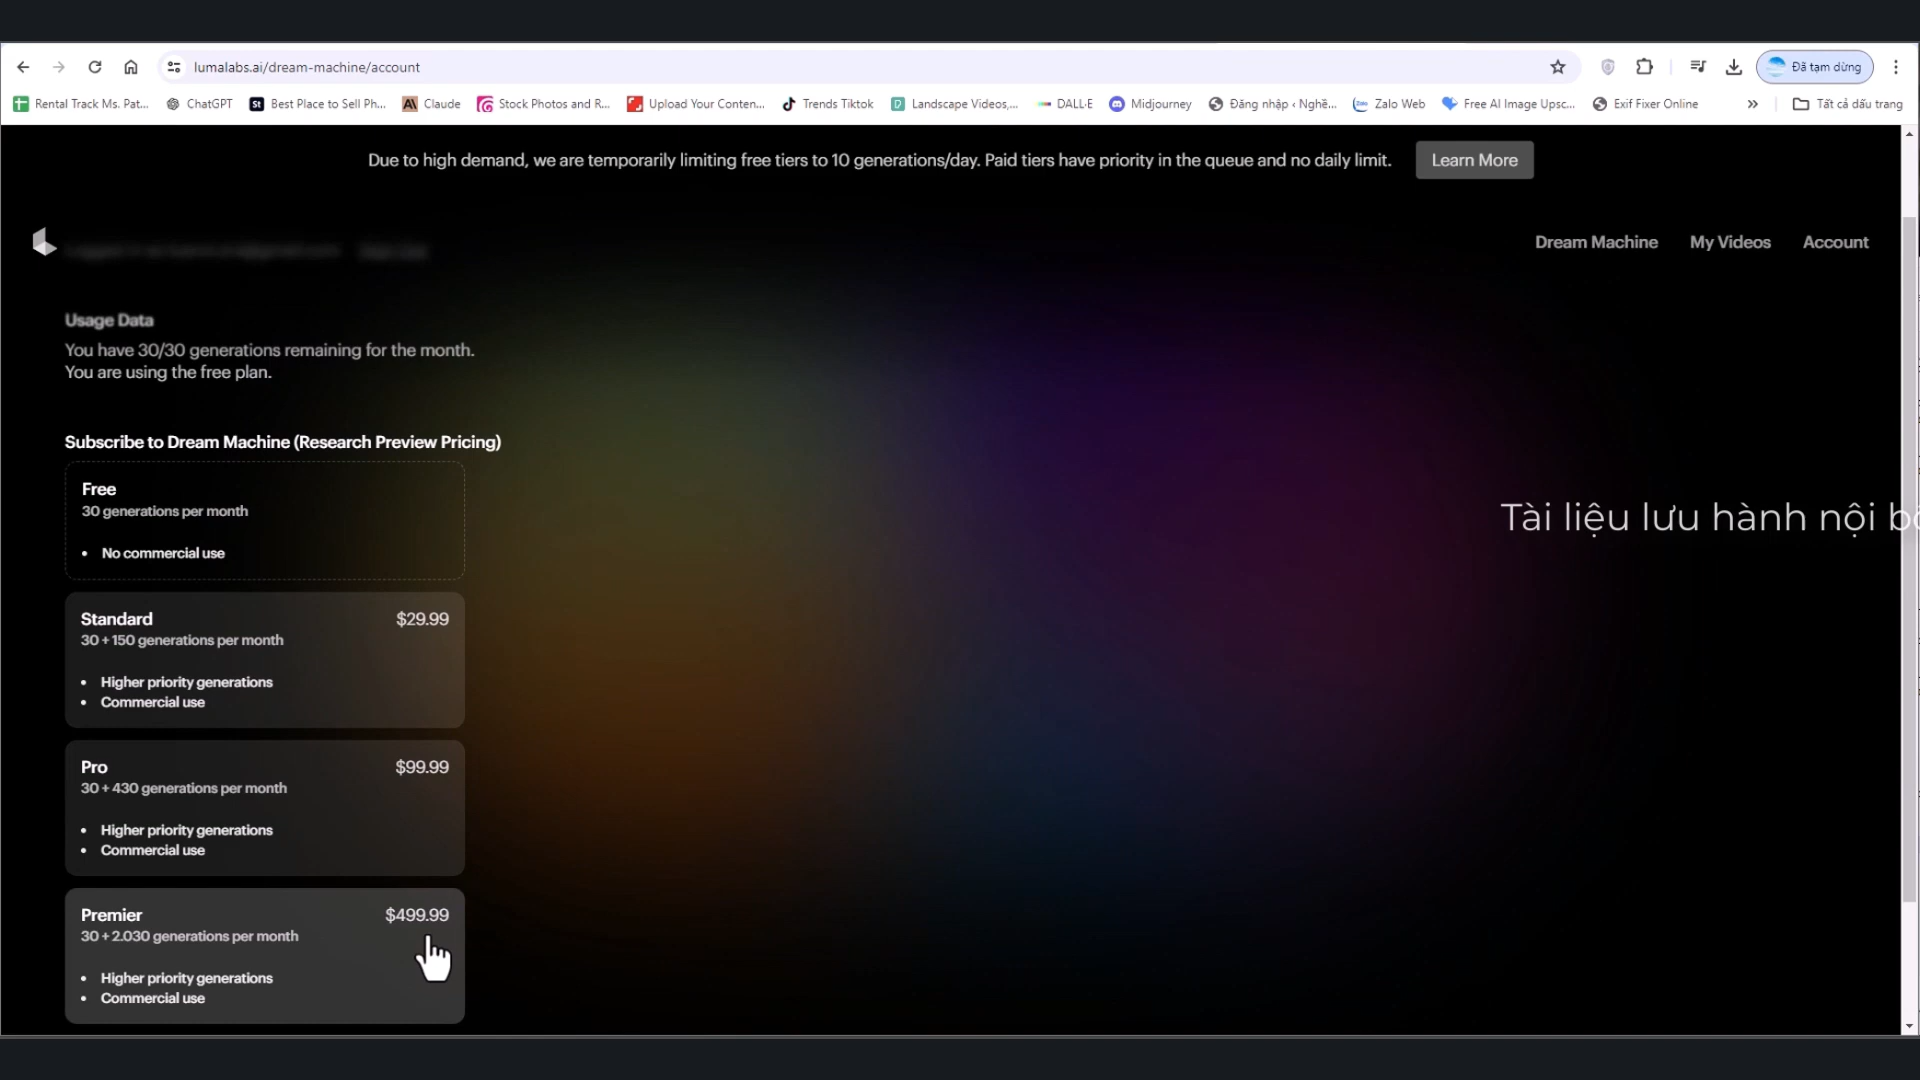 lumalabs.ai/dream-machine/account
Đã tạm dừng
Rental Track Ms. Pat...
ChatGPT
Best Place to Sell Ph...
Claude
Stock Photos and R...
Upload Your Conten...
Trends Tiktok
Landscape Videos,...
DALL·E
Midjourney
Đăng nhập ‹ Nghề...
Zalo Web
Free AI Image Upsc...
Exif Fixer Online
Tất cả dấu trang
Due to high demand, we are temporarily limiting free tiers to 10 generations/day. Paid tiers have priority in the queue and no daily limit.
Learn More
Dream Machine
My Videos
Account
Usage Data
You have 30/30 generations remaining for the month.
You are using the free plan.
Subscribe to Dream Machine (Research Preview Pricing)
Free
30 generations per month
• No commercial use
Tài liệu lưu hành nội
Standard $29.99
30 + 150 generations per month
• Higher priority generations
• Commercial use
Pro $99.99
30 + 430 generations per month
• Higher priority generations
• Commercial use
Premier $499.99
30 + 2.030 generations per month
• Higher priority generations
• Commercial use